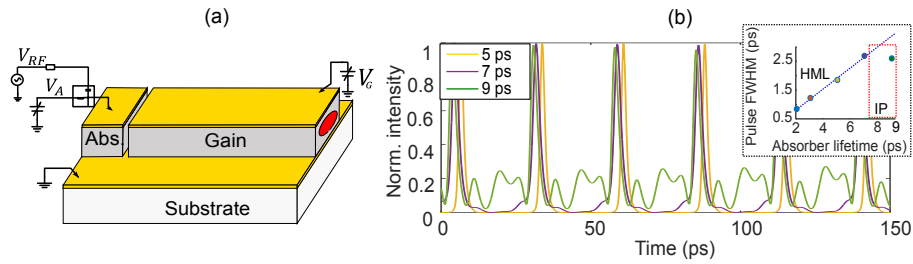 (a)
V_RF
V_A
V_G
Abs.
Gain
Substrate
(b)
Norm. intensity
1
0.8
0.6
0.4
0.2
0
0
50
100
150
Time (ps)
5 ps
7 ps
9 ps
Pulse FWHM (ps)
2.5
1.5
0.5
HML
IP
2
4
6
8
9
Absorber lifetime (ps)